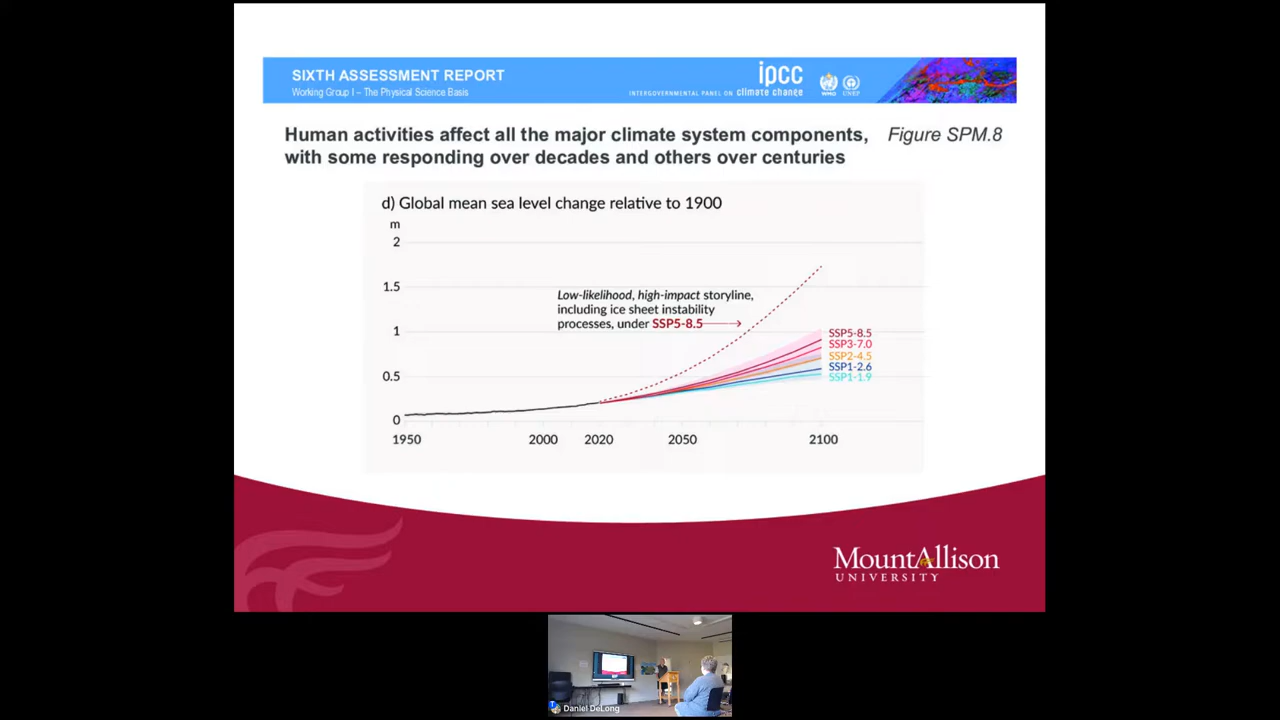 SIXTH ASSESSMENT REPORT
Working Group I – The Physical Science Basis
ipcc
INTERGOVERNMENTAL PANEL ON climate change
WMO
UNEP
Human activities affect all the major climate system components,
with some responding over decades and others over centuries
Figure SPM.8
d) Global mean sea level change relative to 1900
m
2
1.5
1
0.5
0
Low-likelihood, high-impact storyline,
including ice sheet instability
processes, under SSP5-8.5
SSP5-8.5
SSP3-7.0
SSP2-4.5
SSP1-2.6
SSP1-1.9
1950
2000
2020
2050
2100
MountAllison
UNIVERSITY
Daniel DeLong